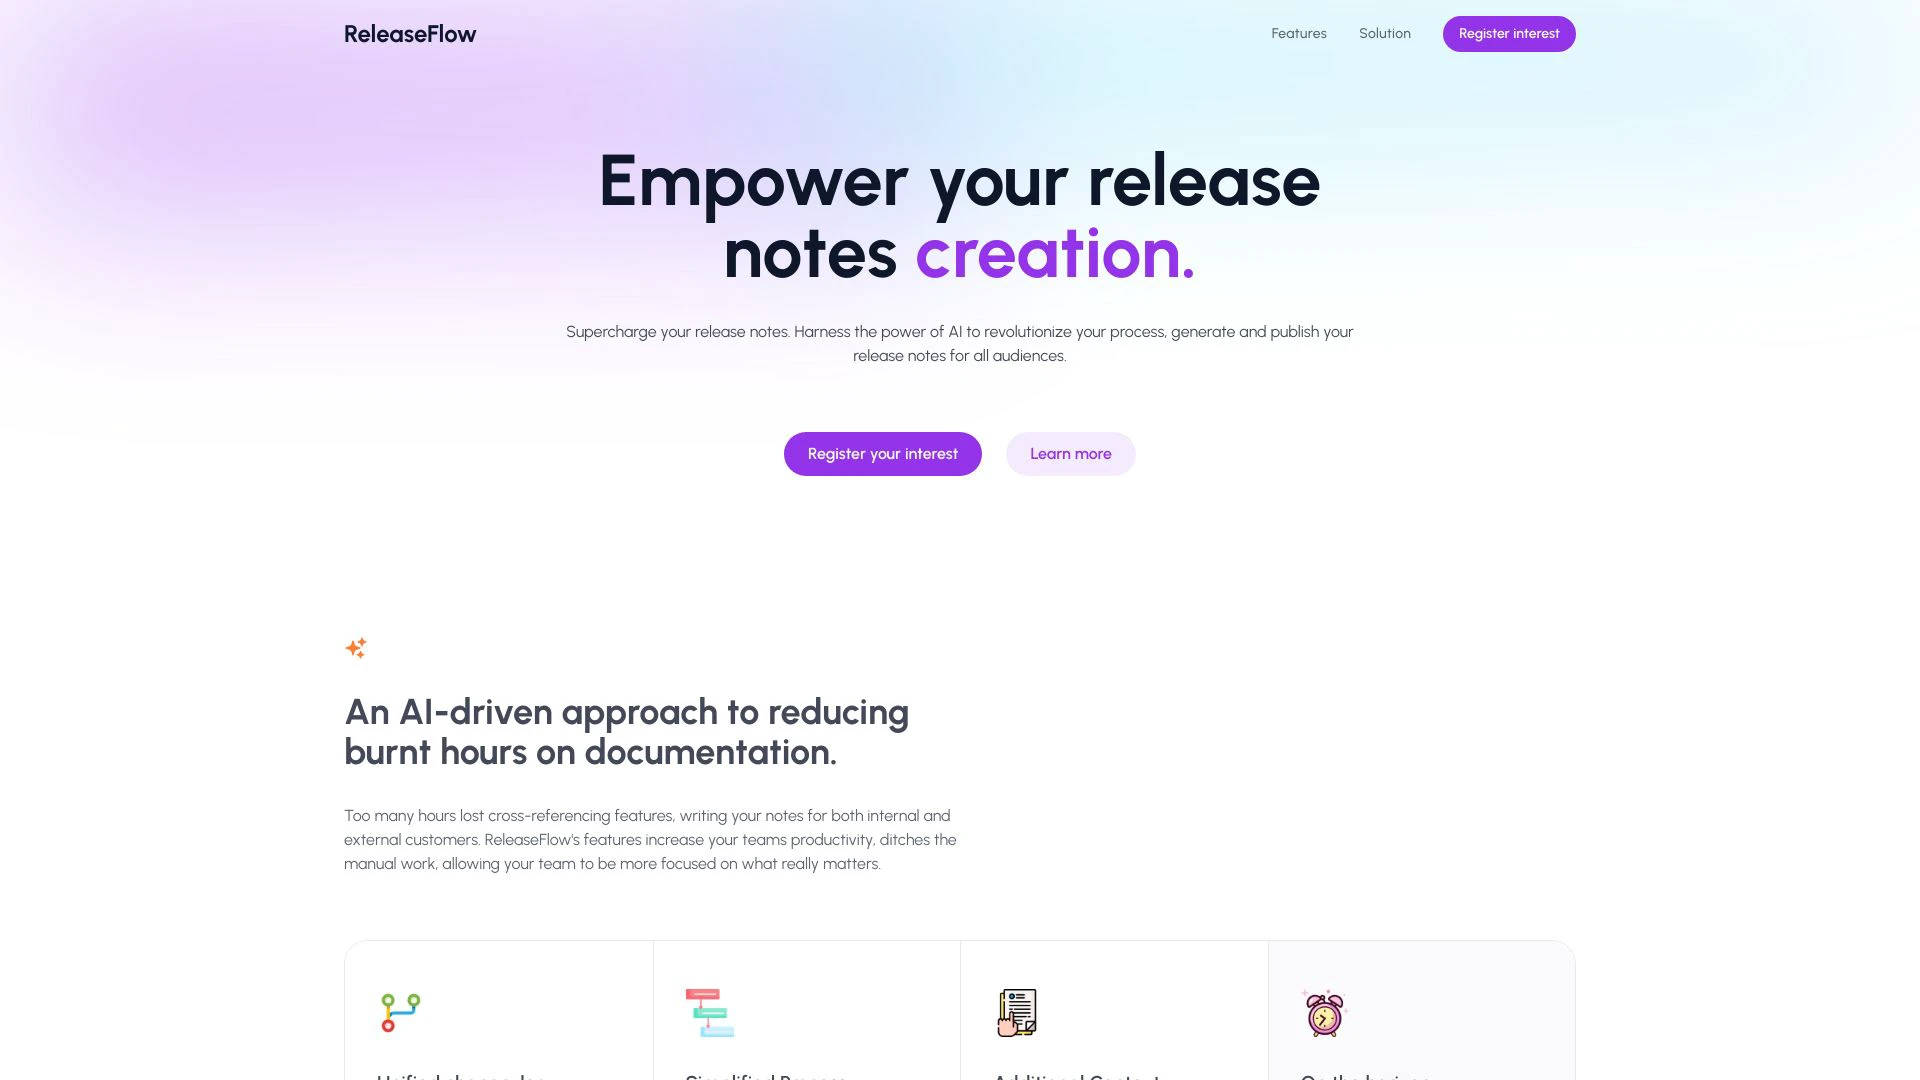 ReleaseFlow
Features
Solution
Register interest
Empower your release
notes creation.
Supercharge your release notes. Harness the power of AI to revolutionize your process, generate and publish your
release notes for all audiences.
Register your interest
Learn more
An AI-driven approach to reducing
burnt hours on documentation.
Too many hours lost cross-referencing features, writing your notes for both internal and
external customers. ReleaseFlow's features increase your teams productivity, ditches the
manual work, allowing your team to be more focused on what really matters.